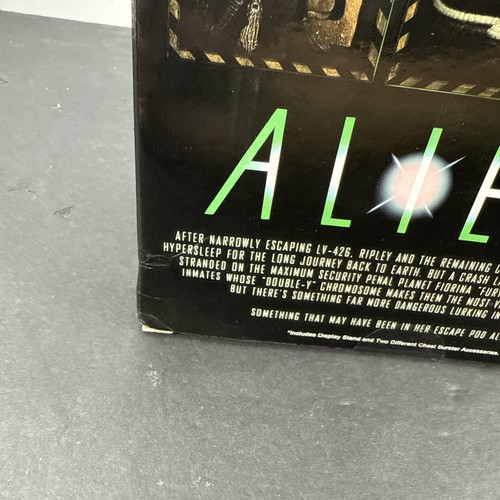 ALIE
AFTER NARROWLY ESCAPING LV-426, RIPLEY AND THE REMAINING
HYPERSLEEP FOR THE LONG JOURNEY BACK TO EARTH. BUT A CRASH
STRANDED ON THE MAXIMUM SECURITY PENAL PLANET FIORINA "FURI
INMATES WHOSE "DOUBLE-Y" CHROMOSOME MAKES THEM THE MOST
BUT THERE'S SOMETHING FAR MORE DANGEROUS LURKING IN
SOMETHING THAT MAY HAVE BEEN IN HER ESCAPE POD AL
*Includes Display Stand and Two Different Chest Burster Accessories.